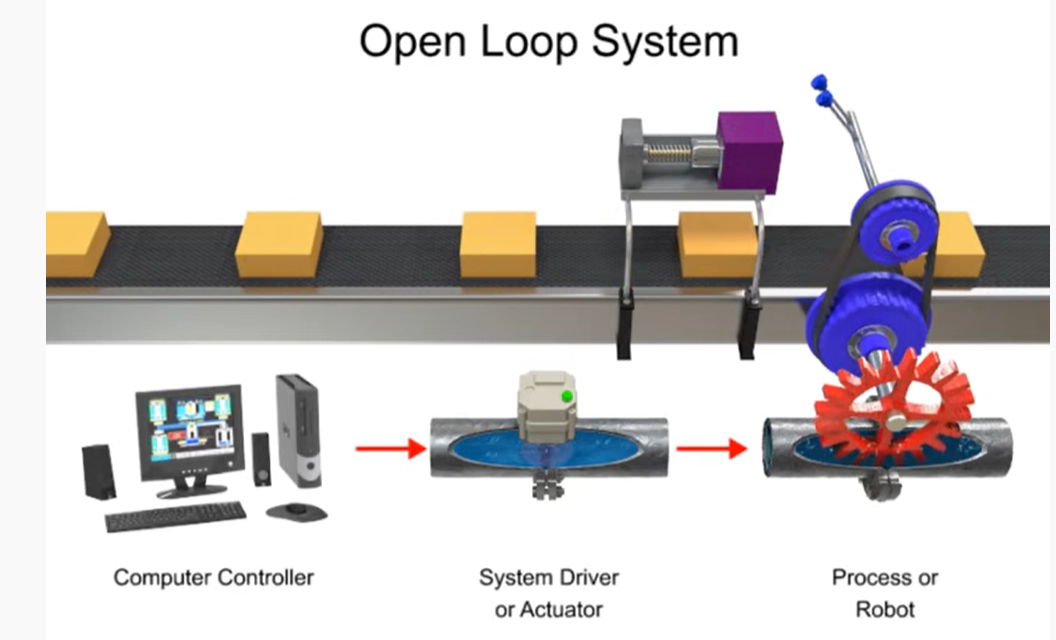 Open Loop System
Computer Controller
System Driver
or Actuator
Process or
Robot